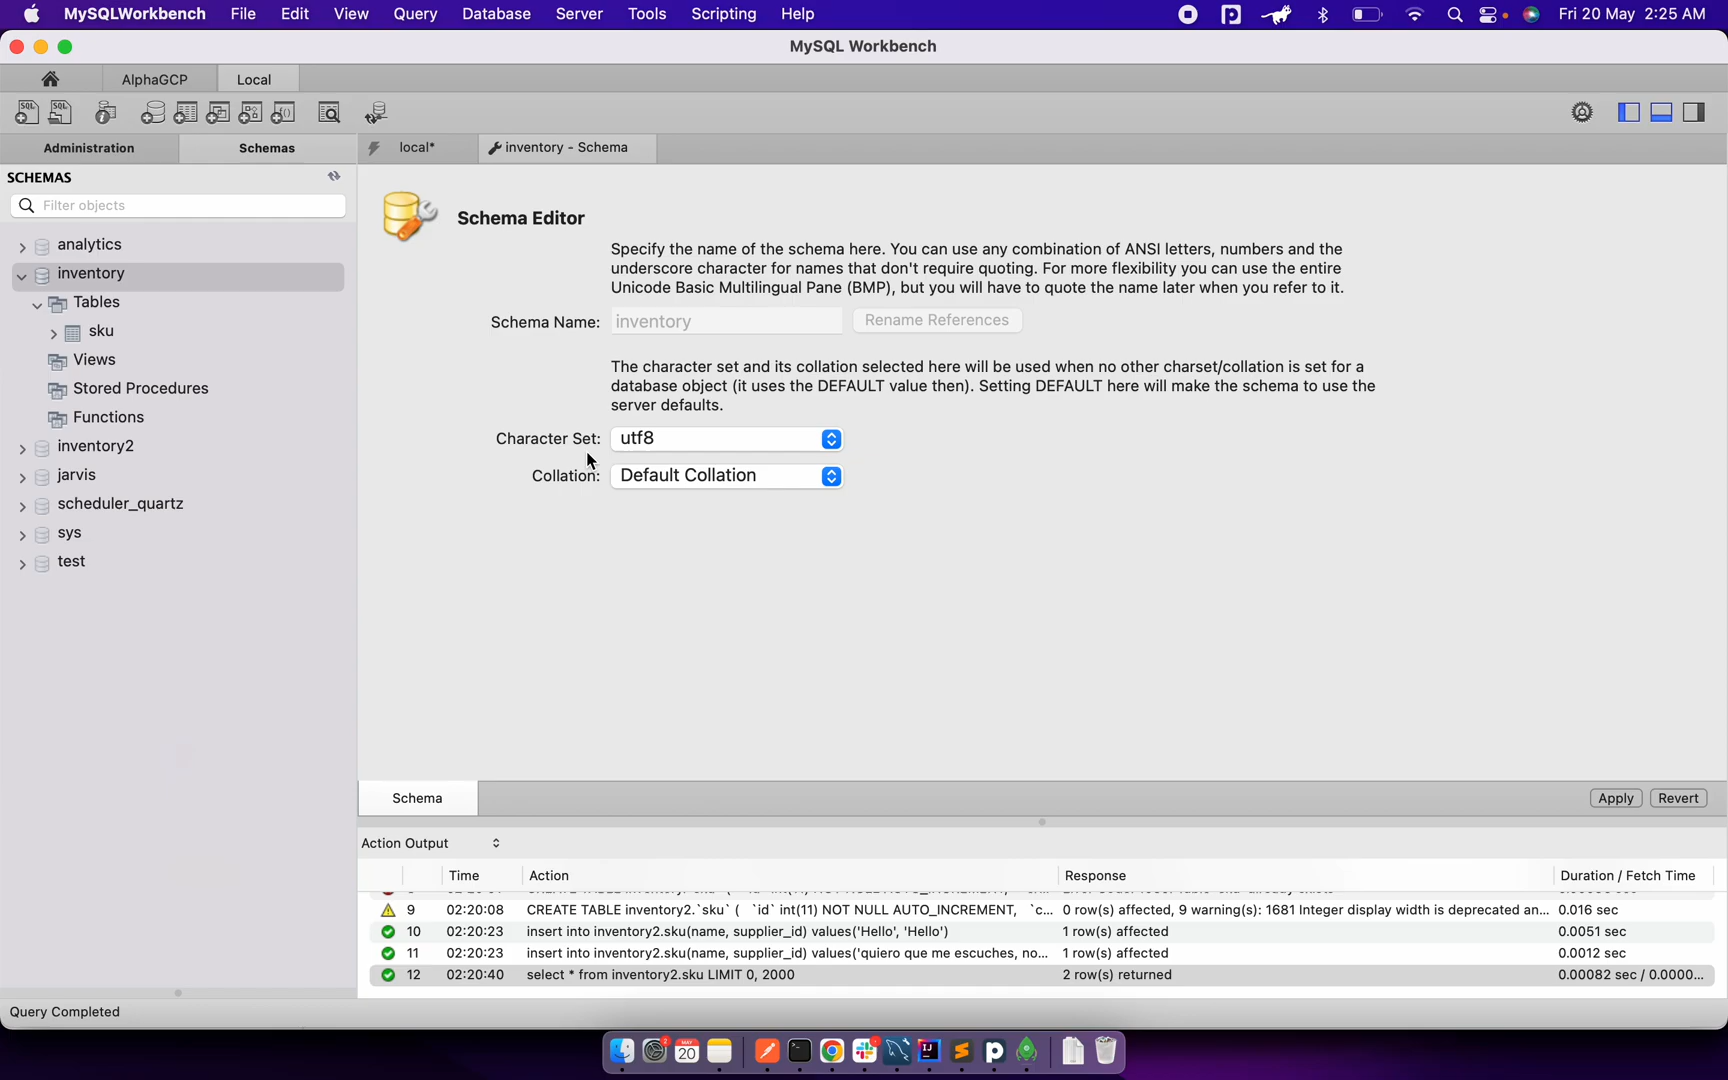 MySQLWorkbench File Edit View Query Database Server Tools Scripting Help Fri 20 May 2:25 AM
MySQL Workbench
AlphaGCP Local
Administration Schemas local* inventory - Schema
SCHEMAS
Filter objects
analytics
inventory
Tables
sku
Views
Stored Procedures
Functions
inventory2
jarvis
scheduler_quartz
sys
test
Schema Editor
Specify the name of the schema here. You can use any combination of ANSI letters, numbers and the
underscore character for names that don't require quoting. For more flexibility you can use the entire
Unicode Basic Multilingual Pane (BMP), but you will have to quote the name later when you refer to it.
Schema Name: inventory Rename References
The character set and its collation selected here will be used when no other charset/collation is set for a
database object (it uses the DEFAULT value then). Setting DEFAULT here will make the schema to use the
server defaults.
Character Set: utf8
Collation: Default Collation
Schema Apply Revert
Action Output
Time Action Response Duration / Fetch Time
9 02:20:08 CREATE TABLE inventory2.`sku` ( `id` int(11) NOT NULL AUTO_INCREMENT, `c... 0 row(s) affected, 9 warning(s): 1681 Integer display width is deprecated an... 0.016 sec
10 02:20:23 insert into inventory2.sku(name, supplier_id) values('Hello', 'Hello') 1 row(s) affected 0.0051 sec
11 02:20:23 insert into inventory2.sku(name, supplier_id) values('quiero que me escuches, no... 1 row(s) affected 0.0012 sec
12 02:20:40 select * from inventory2.sku LIMIT 0, 2000 2 row(s) returned 0.00082 sec / 0.0000...
Query Completed